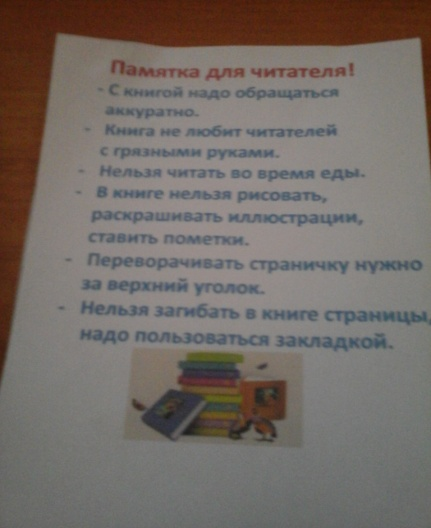 Памятка для читателя!
- С книгой надо обращаться
аккуратно.
- Книга не любит читателей
с грязными руками.
- Нельзя читать во время еды.
- В книге нельзя рисовать,
раскрашивать иллюстрации,
ставить пометки.
- Переворачивать страничку нужно
за верхний уголок.
- Нельзя загибать в книге страницы,
надо пользоваться закладкой.